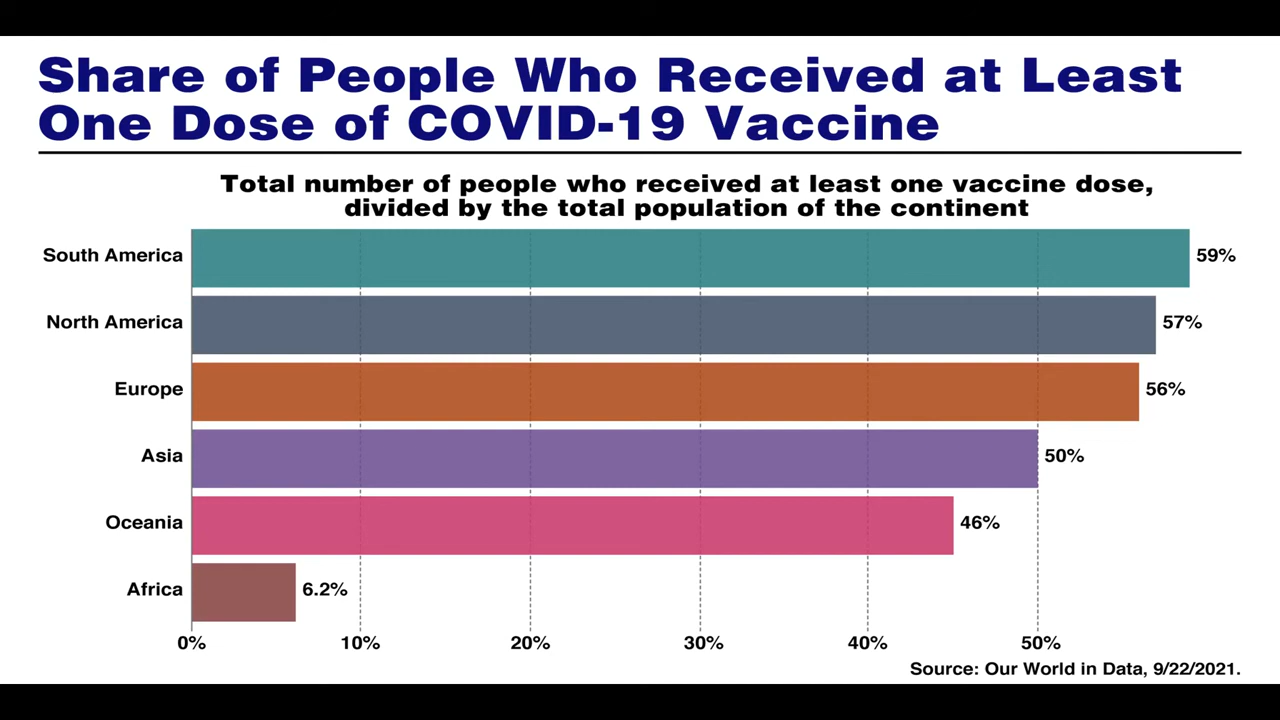 Share of People Who Received at Least
One Dose of COVID-19 Vaccine
Total number of people who received at least one vaccine dose,
divided by the total population of the continent
South America 59%
North America 57%
Europe 56%
Asia 50%
Oceania 46%
Africa 6.2%
0% 10% 20% 30% 40% 50%
Source: Our World in Data, 9/22/2021.